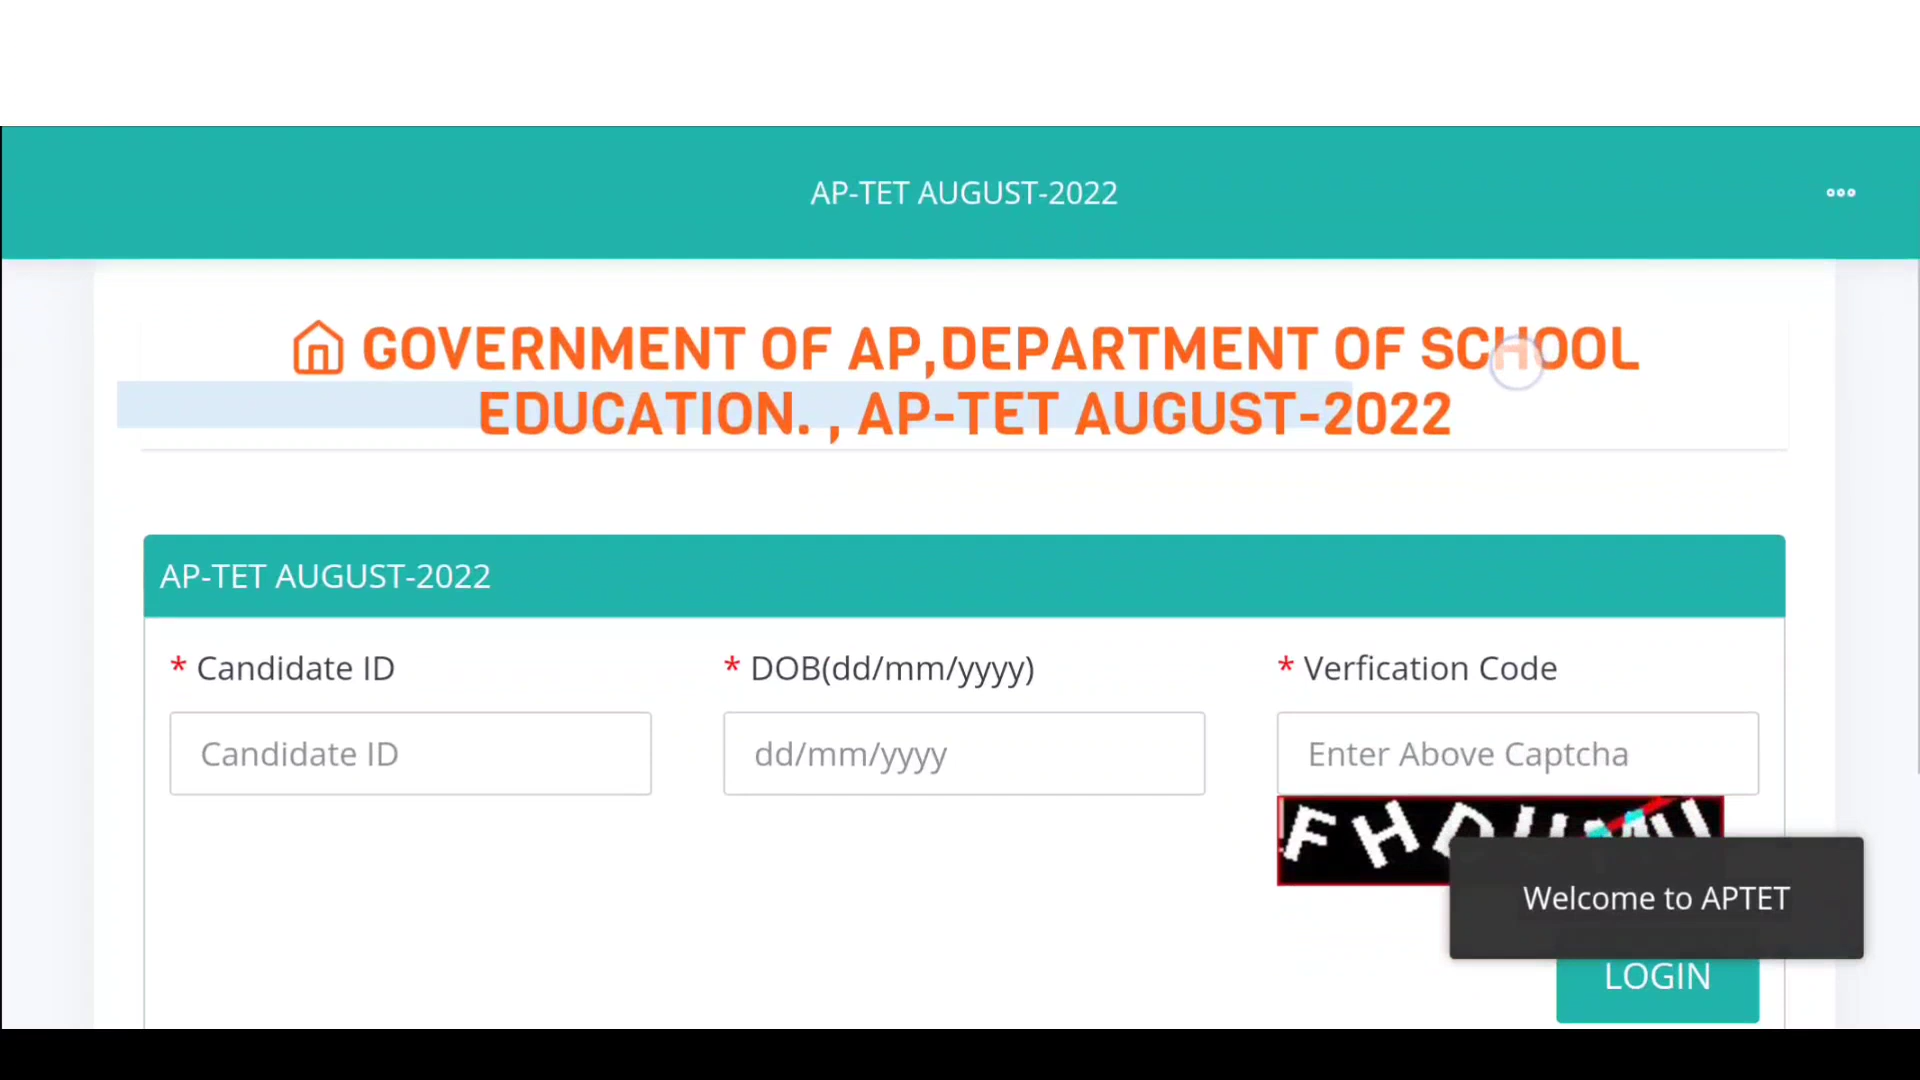 AP-TET AUGUST-2022
GOVERNMENT OF AP,DEPARTMENT OF SCHOOL
EDUCATION. , AP-TET AUGUST-2022
AP-TET AUGUST-2022
* Candidate ID
* DOB(dd/mm/yyyy)
* Verfication Code
Candidate ID
dd/mm/yyyy
Enter Above Captcha
Welcome to APTET
LOGIN